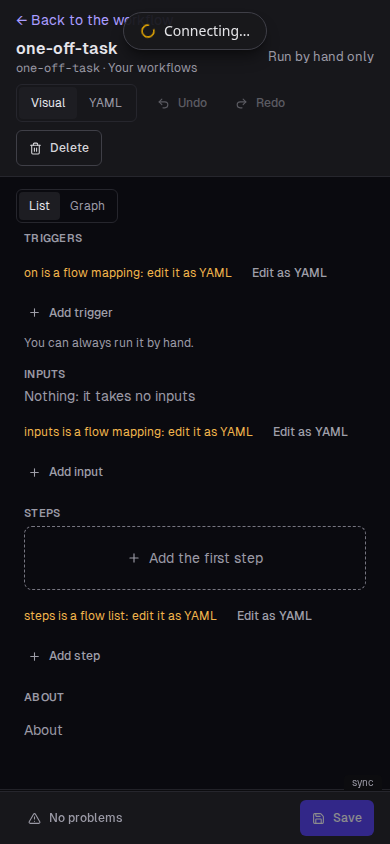 ← Back to the wo
Connecting...
one-off-task
one-off-task · Your workflows
Run by hand only
Visual YAML Undo Redo
Delete
List Graph
TRIGGERS
on is a flow mapping: edit it as YAML Edit as YAML
+ Add trigger
You can always run it by hand.
INPUTS
Nothing: it takes no inputs
inputs is a flow mapping: edit it as YAML Edit as YAML
+ Add input
STEPS
+ Add the first step
steps is a flow list: edit it as YAML Edit as YAML
+ Add step
ABOUT
About
sync
No problems Save